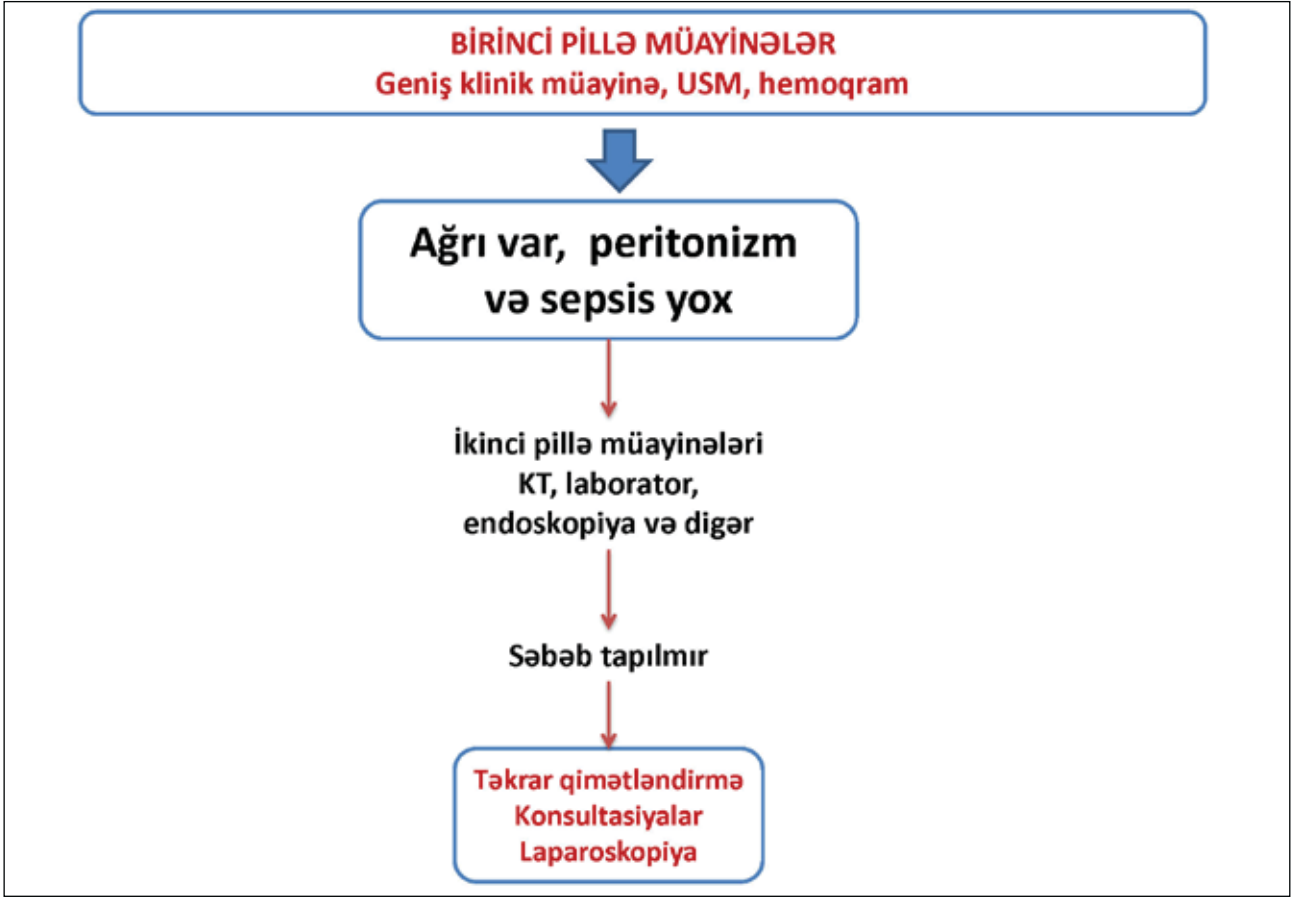 BİRİNCİ PİLLƏ MÜAYİNƏLƏR
Geniş klinik müayinə, USM, hemoqram
Ağrı var, peritonizm
və sepsis yox
İkinci pillə müayinələri
KT, laborator,
endoskopiya və digər
Səbəb tapılmır
Təkrar qimətləndirmə
Konsultasiyalar
Laparoskopiya